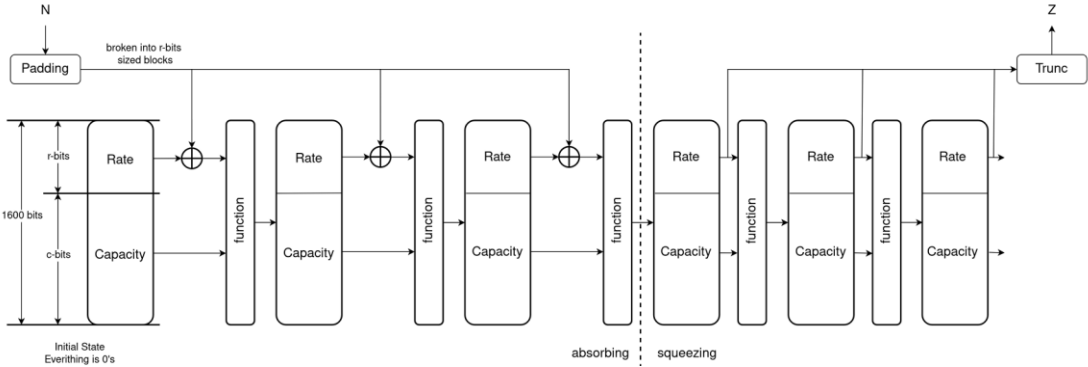 N
Z
broken into r-bits
sized blocks
Padding
Trunc
r-bits
Rate
Rate
Rate
Rate
Rate
Rate
1600 bits
function
function
function
function
function
c-bits
Capacity
Capacity
Capacity
Capacity
Capacity
Capacity
Initial State
Everithing is 0's
absorbing
squeezing